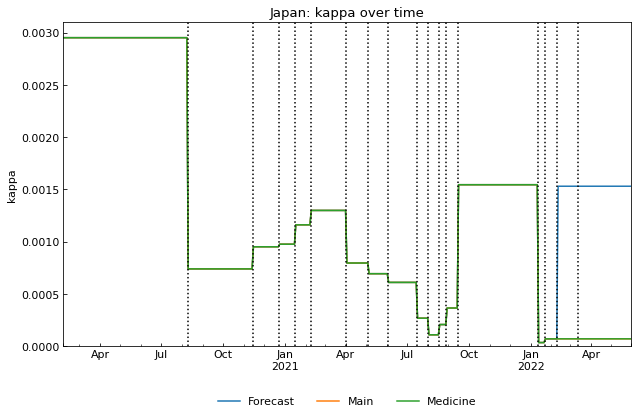 Japan: kappa over time
kappa
0.0030
0.0025
0.0020
0.0015
0.0010
0.0005
0.0000
Apr Jul Oct Jan Apr Jul Oct Jan Apr
2021 2022
Forecast Main Medicine